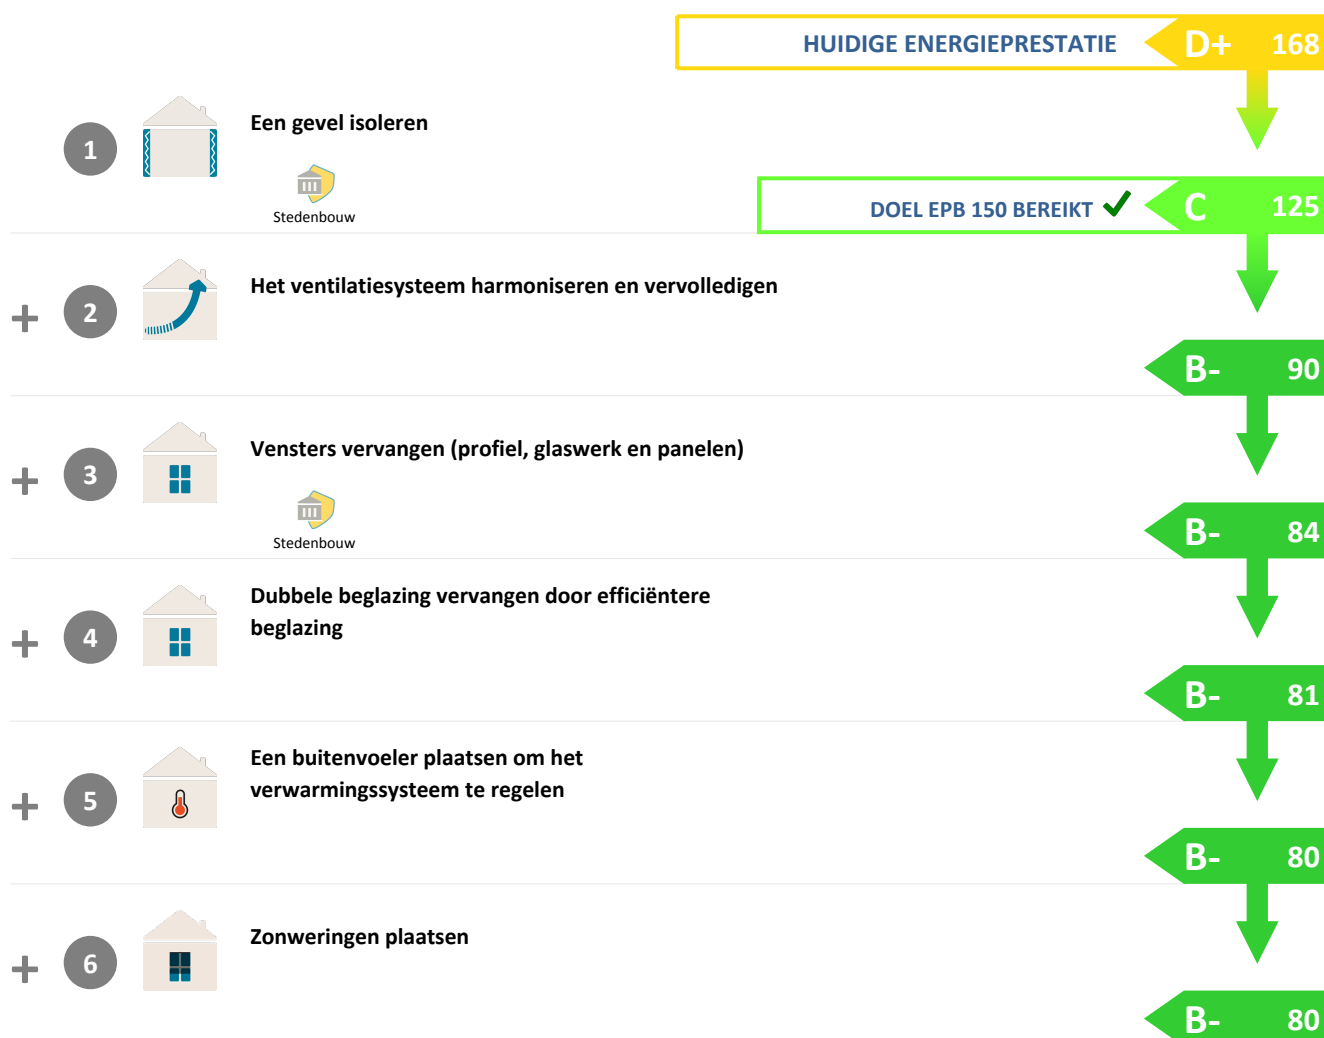 HUIDIGE ENERGIEPRESTATIE D+ 168
1 Een gevel isoleren
Stedenbouw
DOEL EPB 150 BEREIKT C 125
+ 2 Het ventilatiesysteem harmoniseren en vervolledigen
B- 90
+ 3 Vensters vervangen (profiel, glaswerk en panelen)
Stedenbouw
B- 84
+ 4 Dubbele beglazing vervangen door efficiëntere
beglazing
B- 81
+ 5 Een buitenvoeler plaatsen om het
verwarmingssysteem te regelen
B- 80
+ 6 Zonweringen plaatsen
B- 80